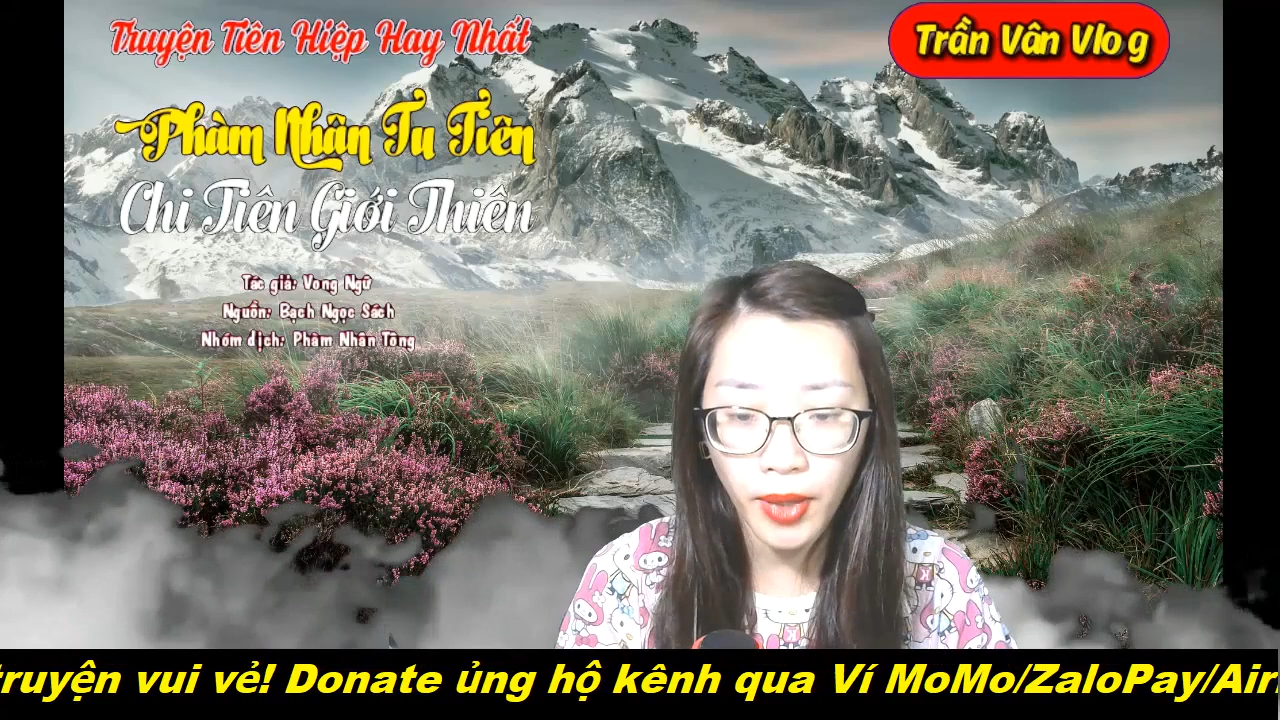 Truyện Tiên Hiệp Hay Nhất
Trần Vân Vlog
Phàm Nhân Tu Tiên
Chi Tiên Giới Thiên
Tác giả: Vong Ngữ
Nguồn: Bạch Ngọc Sách
Nhóm dịch: Phàm Nhân Tông
truyện vui vẻ! Donate ủng hộ kênh qua Ví MoMo/ZaloPay/Air